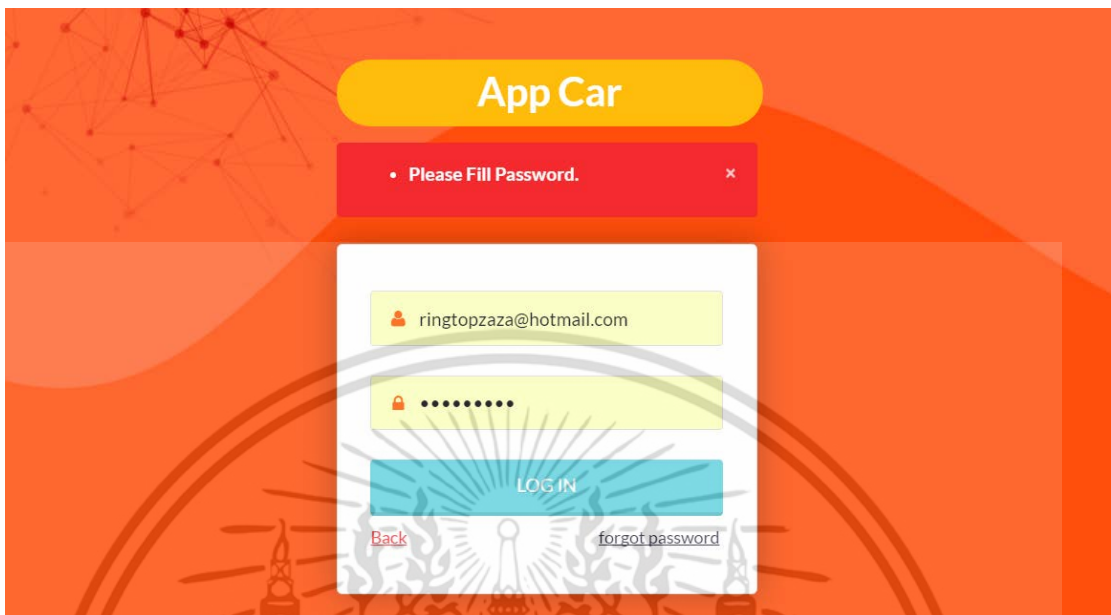 App Car
• Please Fill Password. ×
ringtopzaza@hotmail.com
•••••••••
LOG IN
Back forgot password